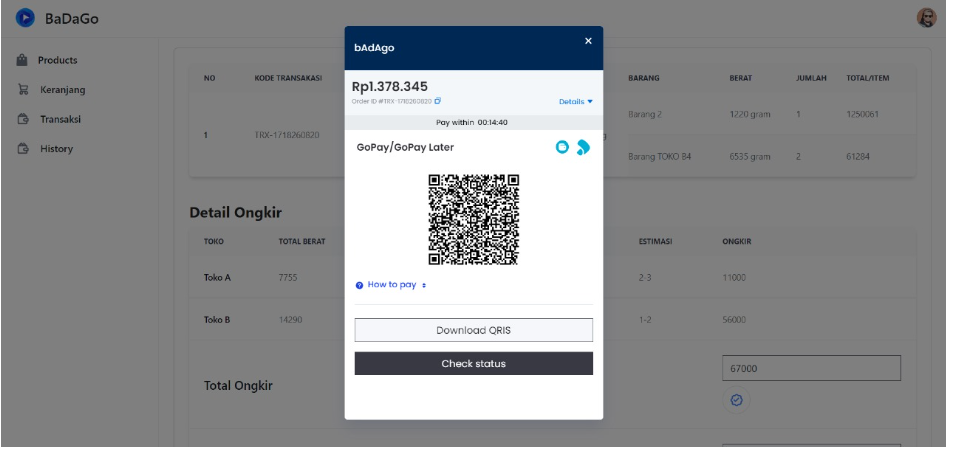 BaDaGo
Products
Keranjang
Transaksi
History
NO KODE TRANSAKASI BARANG BERAT JUMLAH TOTAL/ITEM
1 TRX-1718260820 Barang 2 1220 gram 1 1250061
Barang TOKO B4 6535 gram 2 61284
Detail Ongkir
TOKO TOTAL BERAT ESTIMASI ONGKIR
Toko A 7755 2-3 11000
Toko B 14290 1-2 56000
Total Ongkir 67000
bAdAgo
Rp1.378.345
Order ID #TRX-1718260820
Details
Pay within 00:14:40
GoPay/GoPay Later
How to pay
Download QRIS
Check status